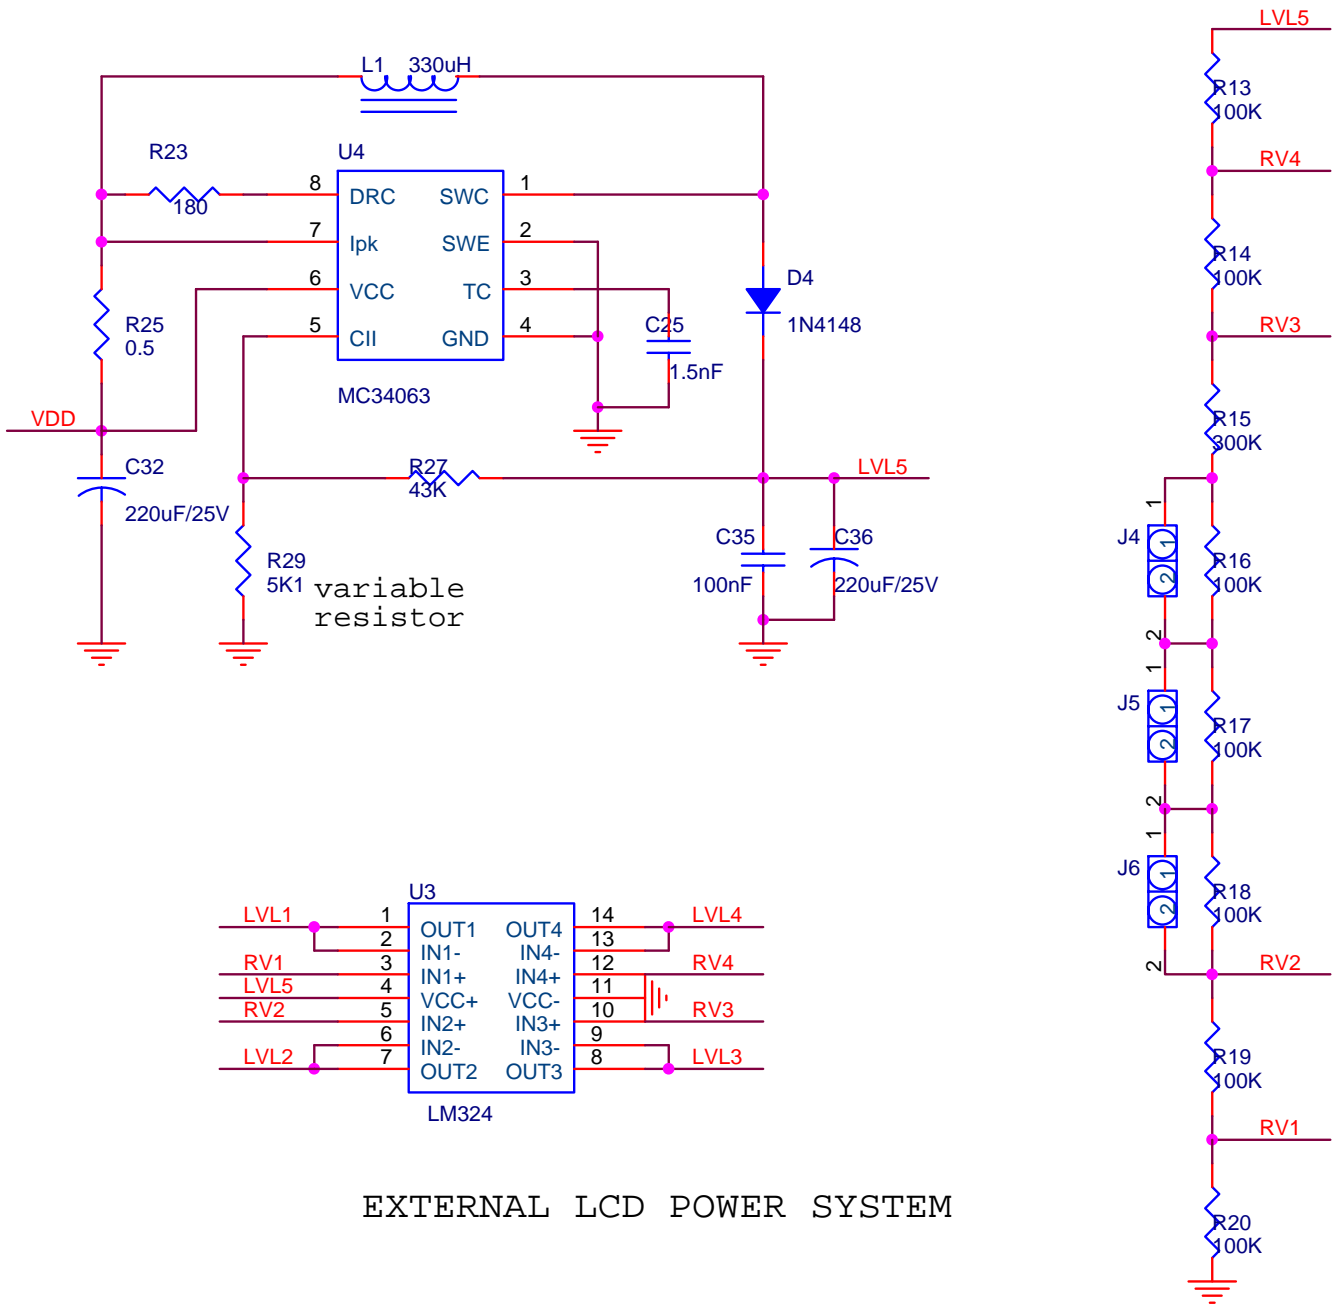 L1 330uH
R23
180
U4
8 DRC SWC 1
7 Ipk SWE 2
6 VCC TC 3
5 CII GND 4
MC34063
R25
0.5
VDD
C32
220uF/25V
C25
1.5nF
D4
1N4148
R27
43K
LVL5
R29
5K1
variable
resistor
C35
100nF
C36
220uF/25V
U3
LVL1 1 OUT1 OUT4 14 LVL4
2 IN1- IN4- 13
RV1 3 IN1+ IN4+ 12 RV4
LVL5 4 VCC+ VCC- 11
RV2 5 IN2+ IN3+ 10 RV3
6 IN2- IN3- 9
LVL2 7 OUT2 OUT3 8 LVL3
LM324
EXTERNAL LCD POWER SYSTEM
LVL5
R13
100K
RV4
R14
100K
RV3
R15
300K
1
J4 1 2
2
R16
100K
1
J5 1 2
2
R17
100K
1
J6 1 2
2
R18
100K
RV2
R19
100K
RV1
R20
100K